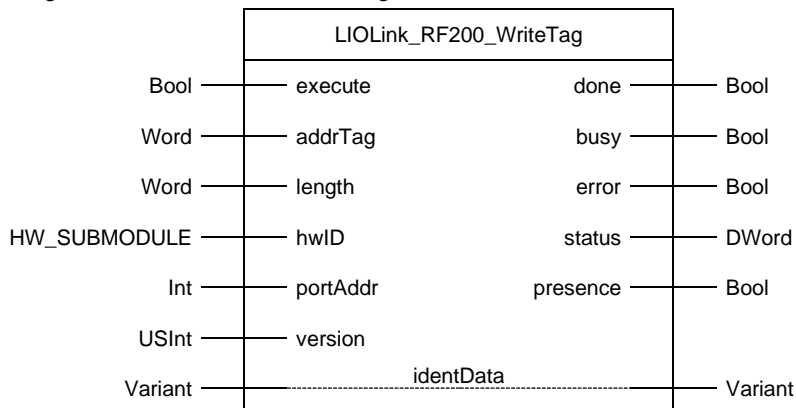 LIOLink_RF200_WriteTag
Bool execute done Bool
Word addrTag busy Bool
Word length error Bool
HW_SUBMODULE hwID status DWord
Int portAddr presence Bool
USInt version
Variant identData Variant